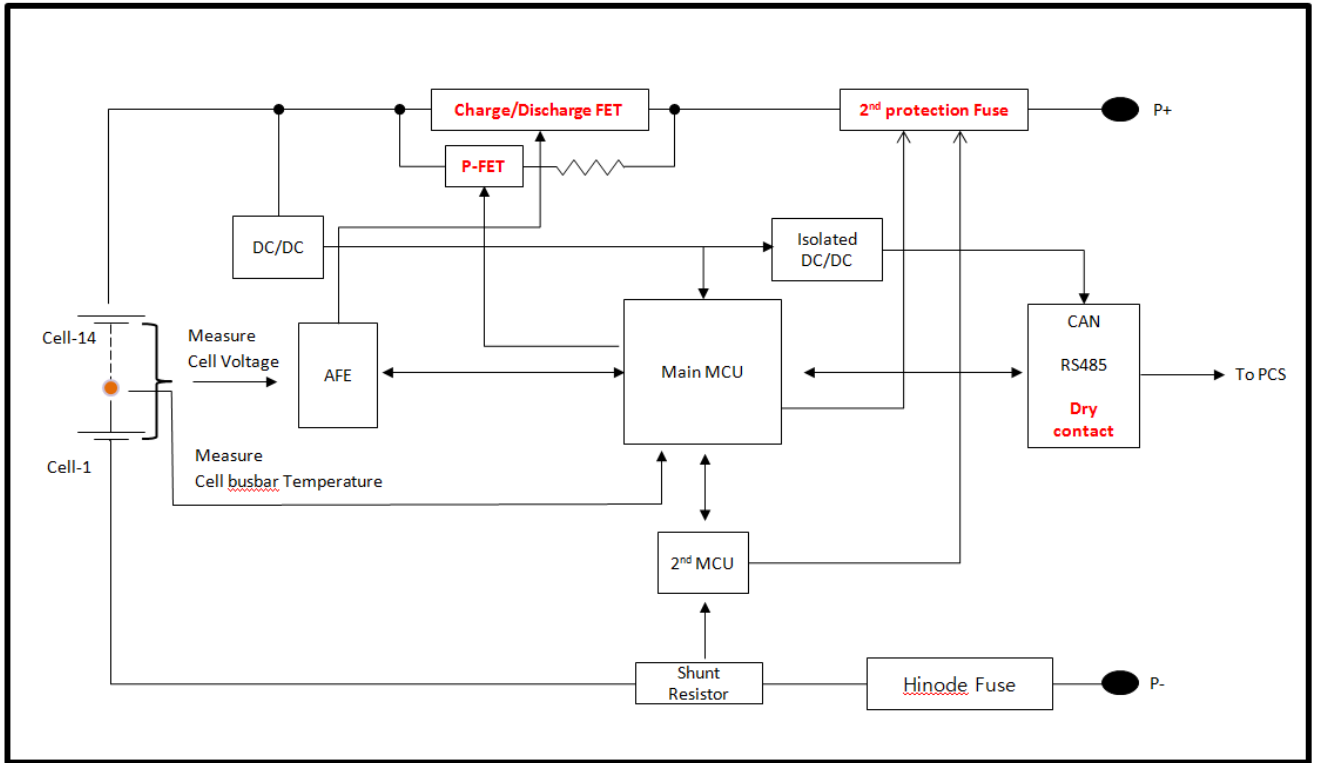 Charge/Discharge FET
2nd protection Fuse
P+
P-FET
DC/DC
Isolated
DC/DC
CAN
RS485
Dry
contact
To PCS
Cell-14
Measure
Cell Voltage
AFE
Main MCU
Cell-1
Measure
Cell busbar Temperature
2nd MCU
Shunt
Resistor
Hinode Fuse
P-